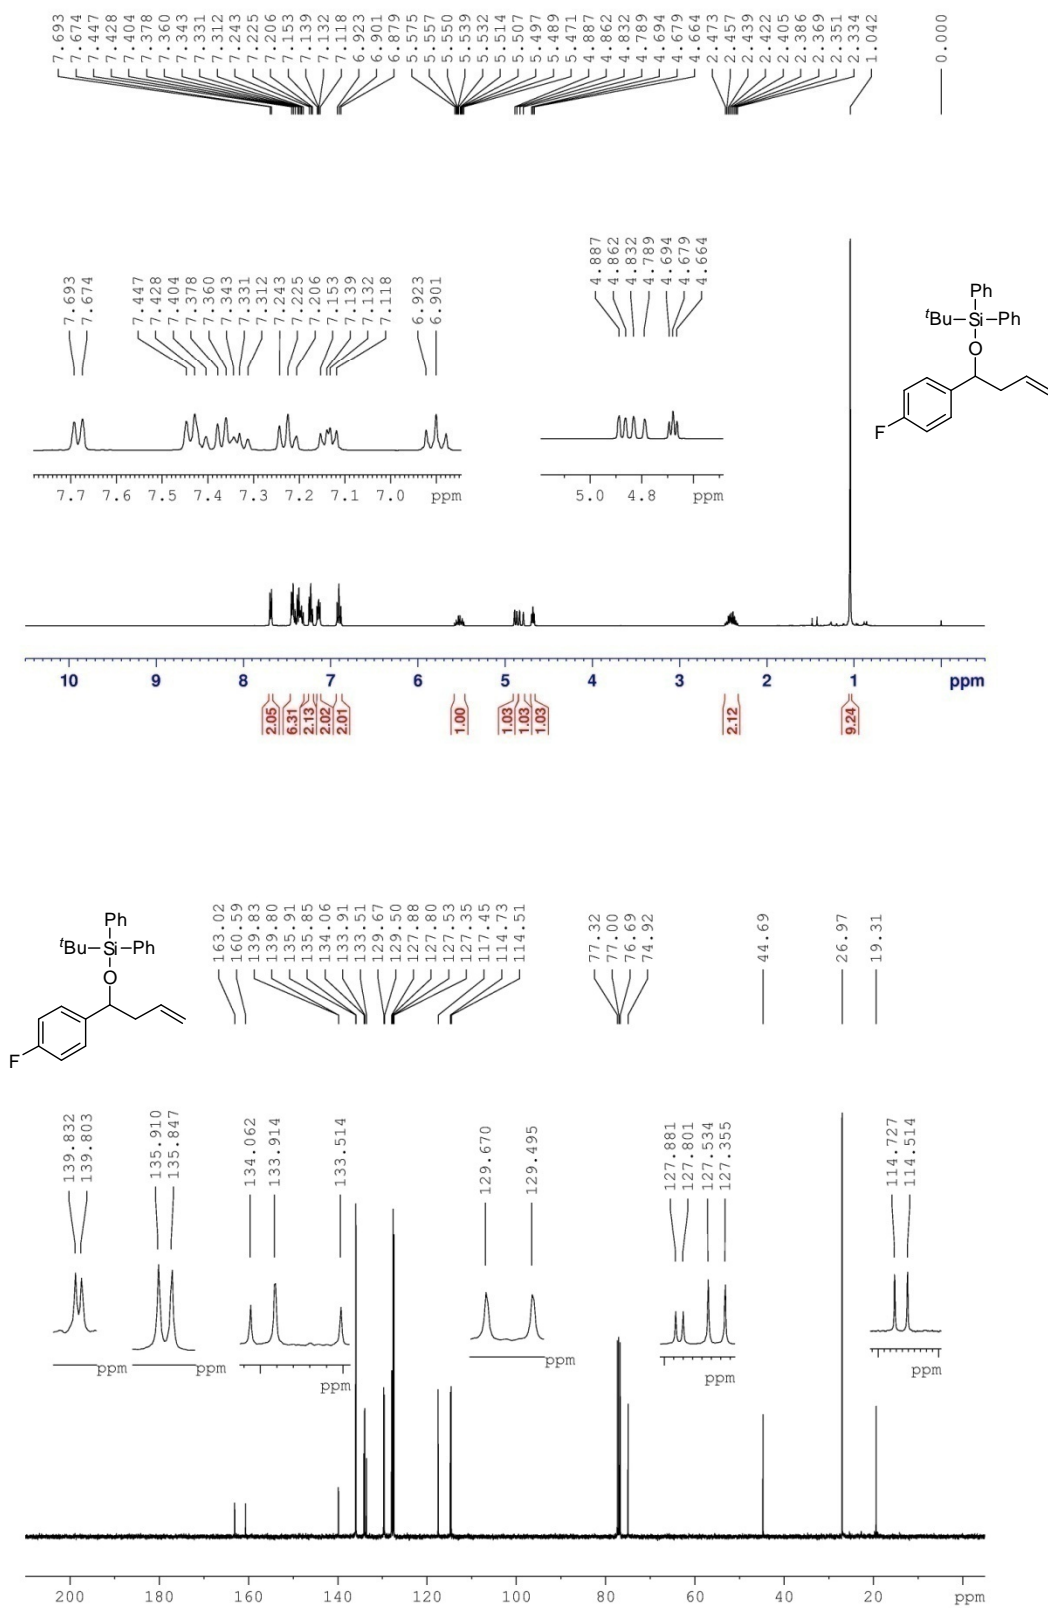 7.693 7.674 7.447 7.428 7.404 7.378 7.360 7.343 7.331 7.312 7.243 7.225 7.206 7.153 7.139 7.132 7.118 6.923 6.901 6.879 5.575 5.557 5.550 5.539 5.532 5.514 5.507 5.497 5.489 5.471 4.887 4.862 4.832 4.789 4.694 4.679 4.664 2.473 2.457 2.439 2.422 2.405 2.386 2.369 2.351 2.334 1.042 0.000
7.693 7.674 7.447 7.428 7.404 7.378 7.360 7.343 7.331 7.312 7.243 7.225 7.206 7.153 7.139 7.132 7.118 6.923 6.901
4.887 4.862 4.832 4.789 4.694 4.679 4.664
Ph
tBu Si Ph
O
F
7.7 7.6 7.5 7.4 7.3 7.2 7.1 7.0 ppm
5.0 4.8 ppm
10 9 8 7 6 5 4 3 2 1 ppm
2.05 6.31 2.13 2.02 2.01 1.00 1.03 1.03 1.03 2.12 9.24
163.02 160.59 139.83 139.80 135.91 135.85 134.06 133.91 133.51 129.67 129.50 127.88 127.80 127.53 127.35 117.45 114.73 114.51 77.32 77.00 76.69 74.92 44.69 26.97 19.31
Ph
tBu Si Ph
O
F
139.832 139.803 135.910 135.847 134.062 133.914 133.514 129.670 129.495 127.881 127.801 127.534 127.355 114.727 114.514
ppm ppm ppm ppm ppm ppm
200 180 160 140 120 100 80 60 40 20 ppm